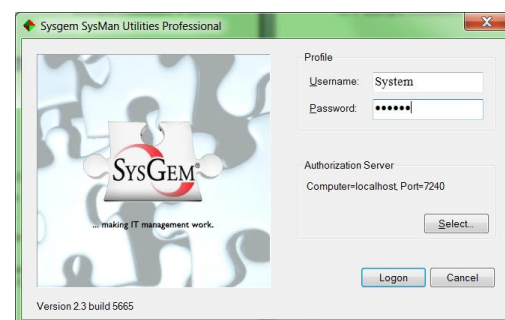 Sysgem SysMan Utilities Professional
Profile
Username: System
Password: ••••••
SYSGEM®
... making IT management work.
Authorization Server
Computer=localhost, Port=7240
Select...
Logon Cancel
Version 2.3 build 5665